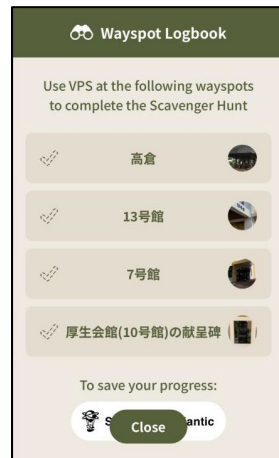 Wayspot Logbook
Use VPS at the following wayspots
to complete the Scavenger Hunt
高倉
13号館
7号館
厚生会館(10号館)の献呈碑
To save your progress:
Close